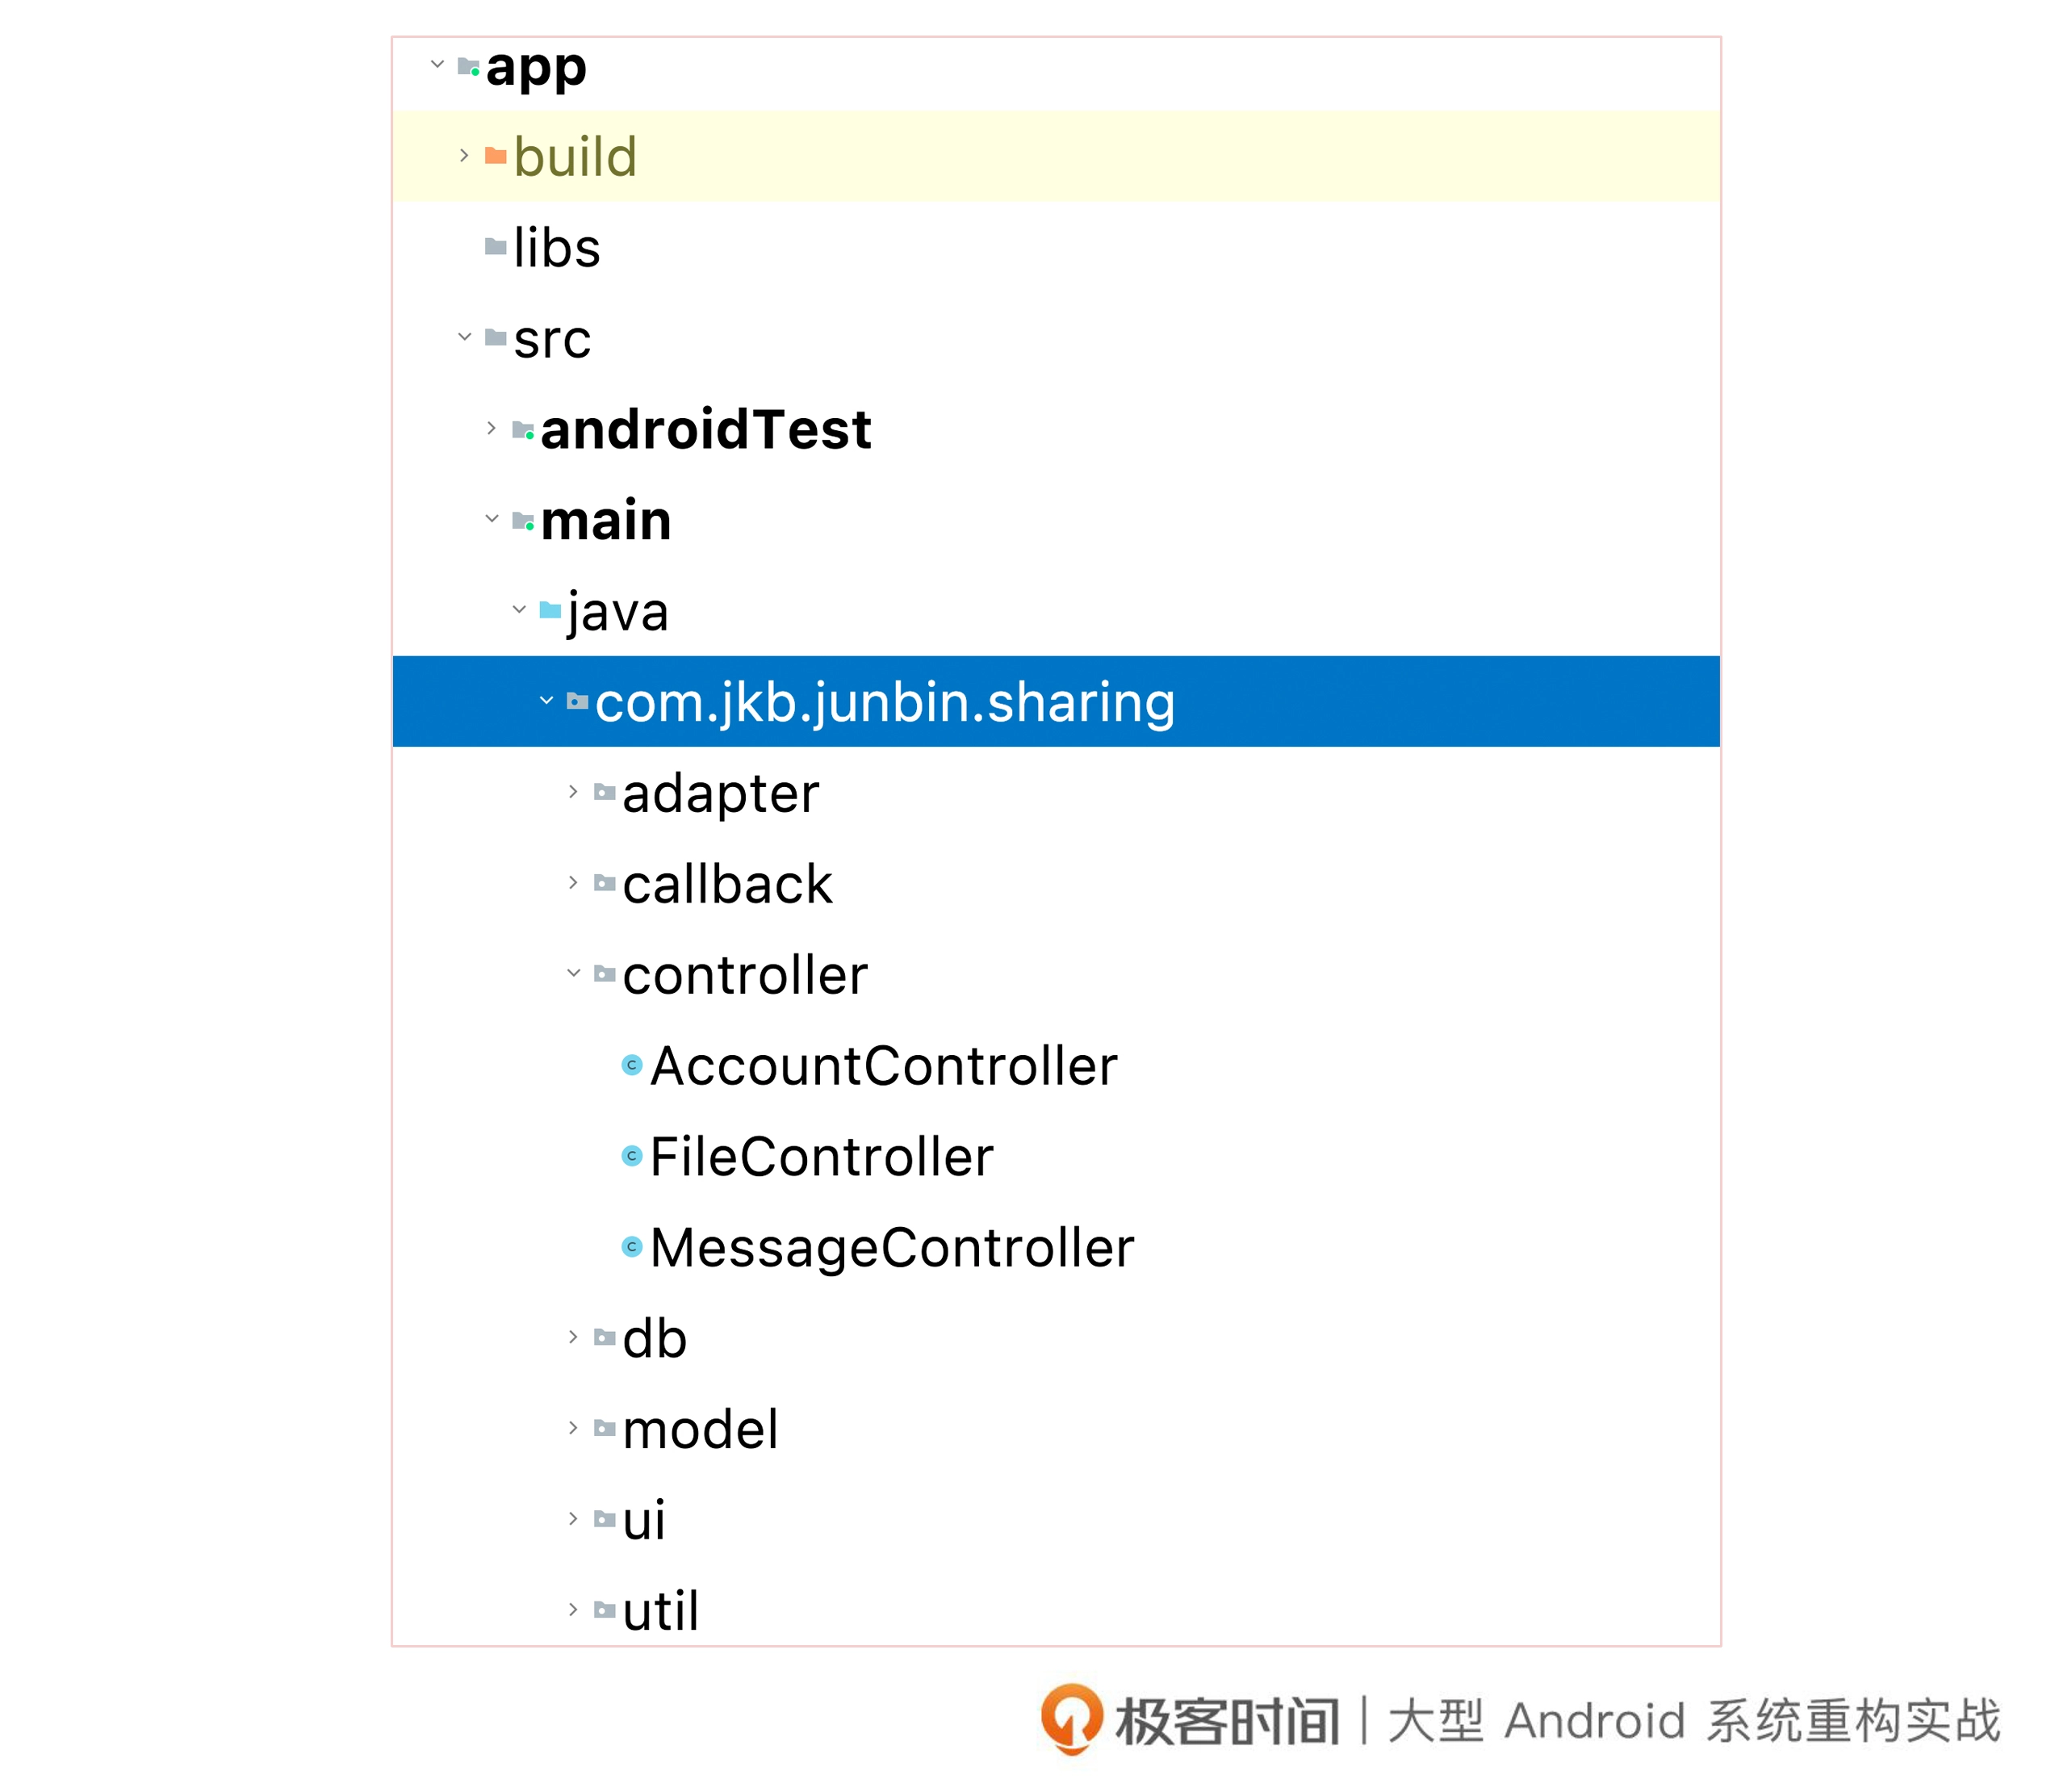 app
build
libs
src
androidTest
main
java
com.jkb.junbin.sharing
adapter
callback
controller
AccountController
FileController
MessageController
db
model
ui
util
极客时间 | 大型 Android 系统重构实战